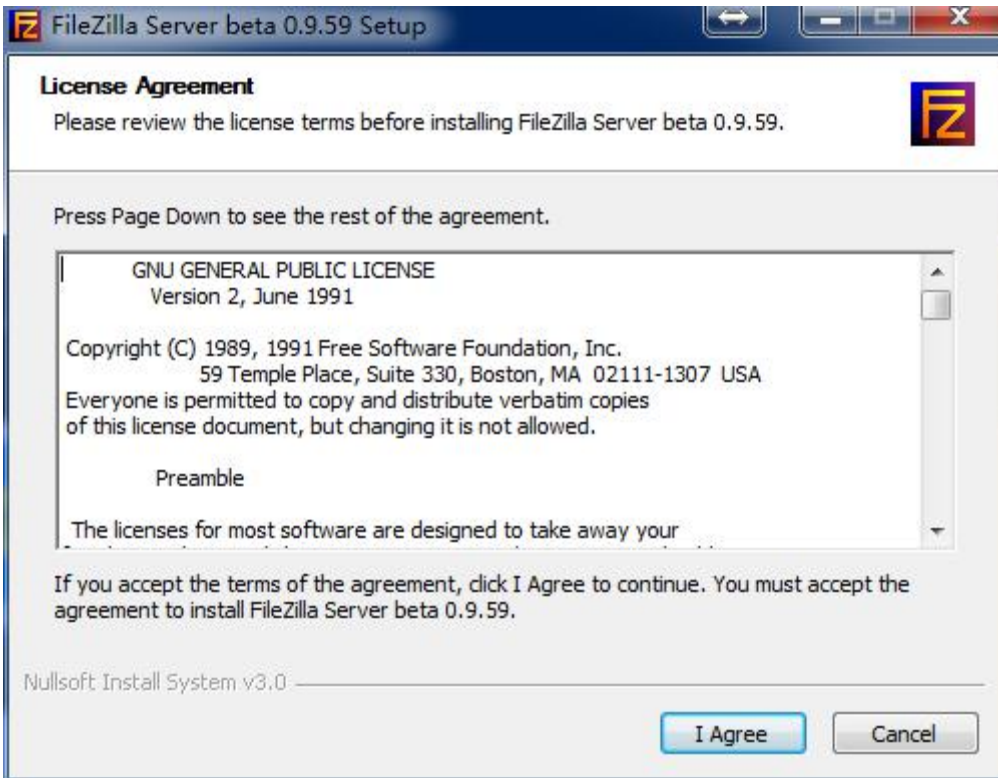 FileZilla Server beta 0.9.59 Setup
License Agreement
Please review the license terms before installing FileZilla Server beta 0.9.59.
FZ
Press Page Down to see the rest of the agreement.
GNU GENERAL PUBLIC LICENSE
Version 2, June 1991
Copyright (C) 1989, 1991 Free Software Foundation, Inc.
59 Temple Place, Suite 330, Boston, MA 02111-1307 USA
Everyone is permitted to copy and distribute verbatim copies
of this license document, but changing it is not allowed.
Preamble
The licenses for most software are designed to take away your
If you accept the terms of the agreement, click I Agree to continue. You must accept the
agreement to install FileZilla Server beta 0.9.59.
Nullsoft Install System v3.0
I Agree Cancel